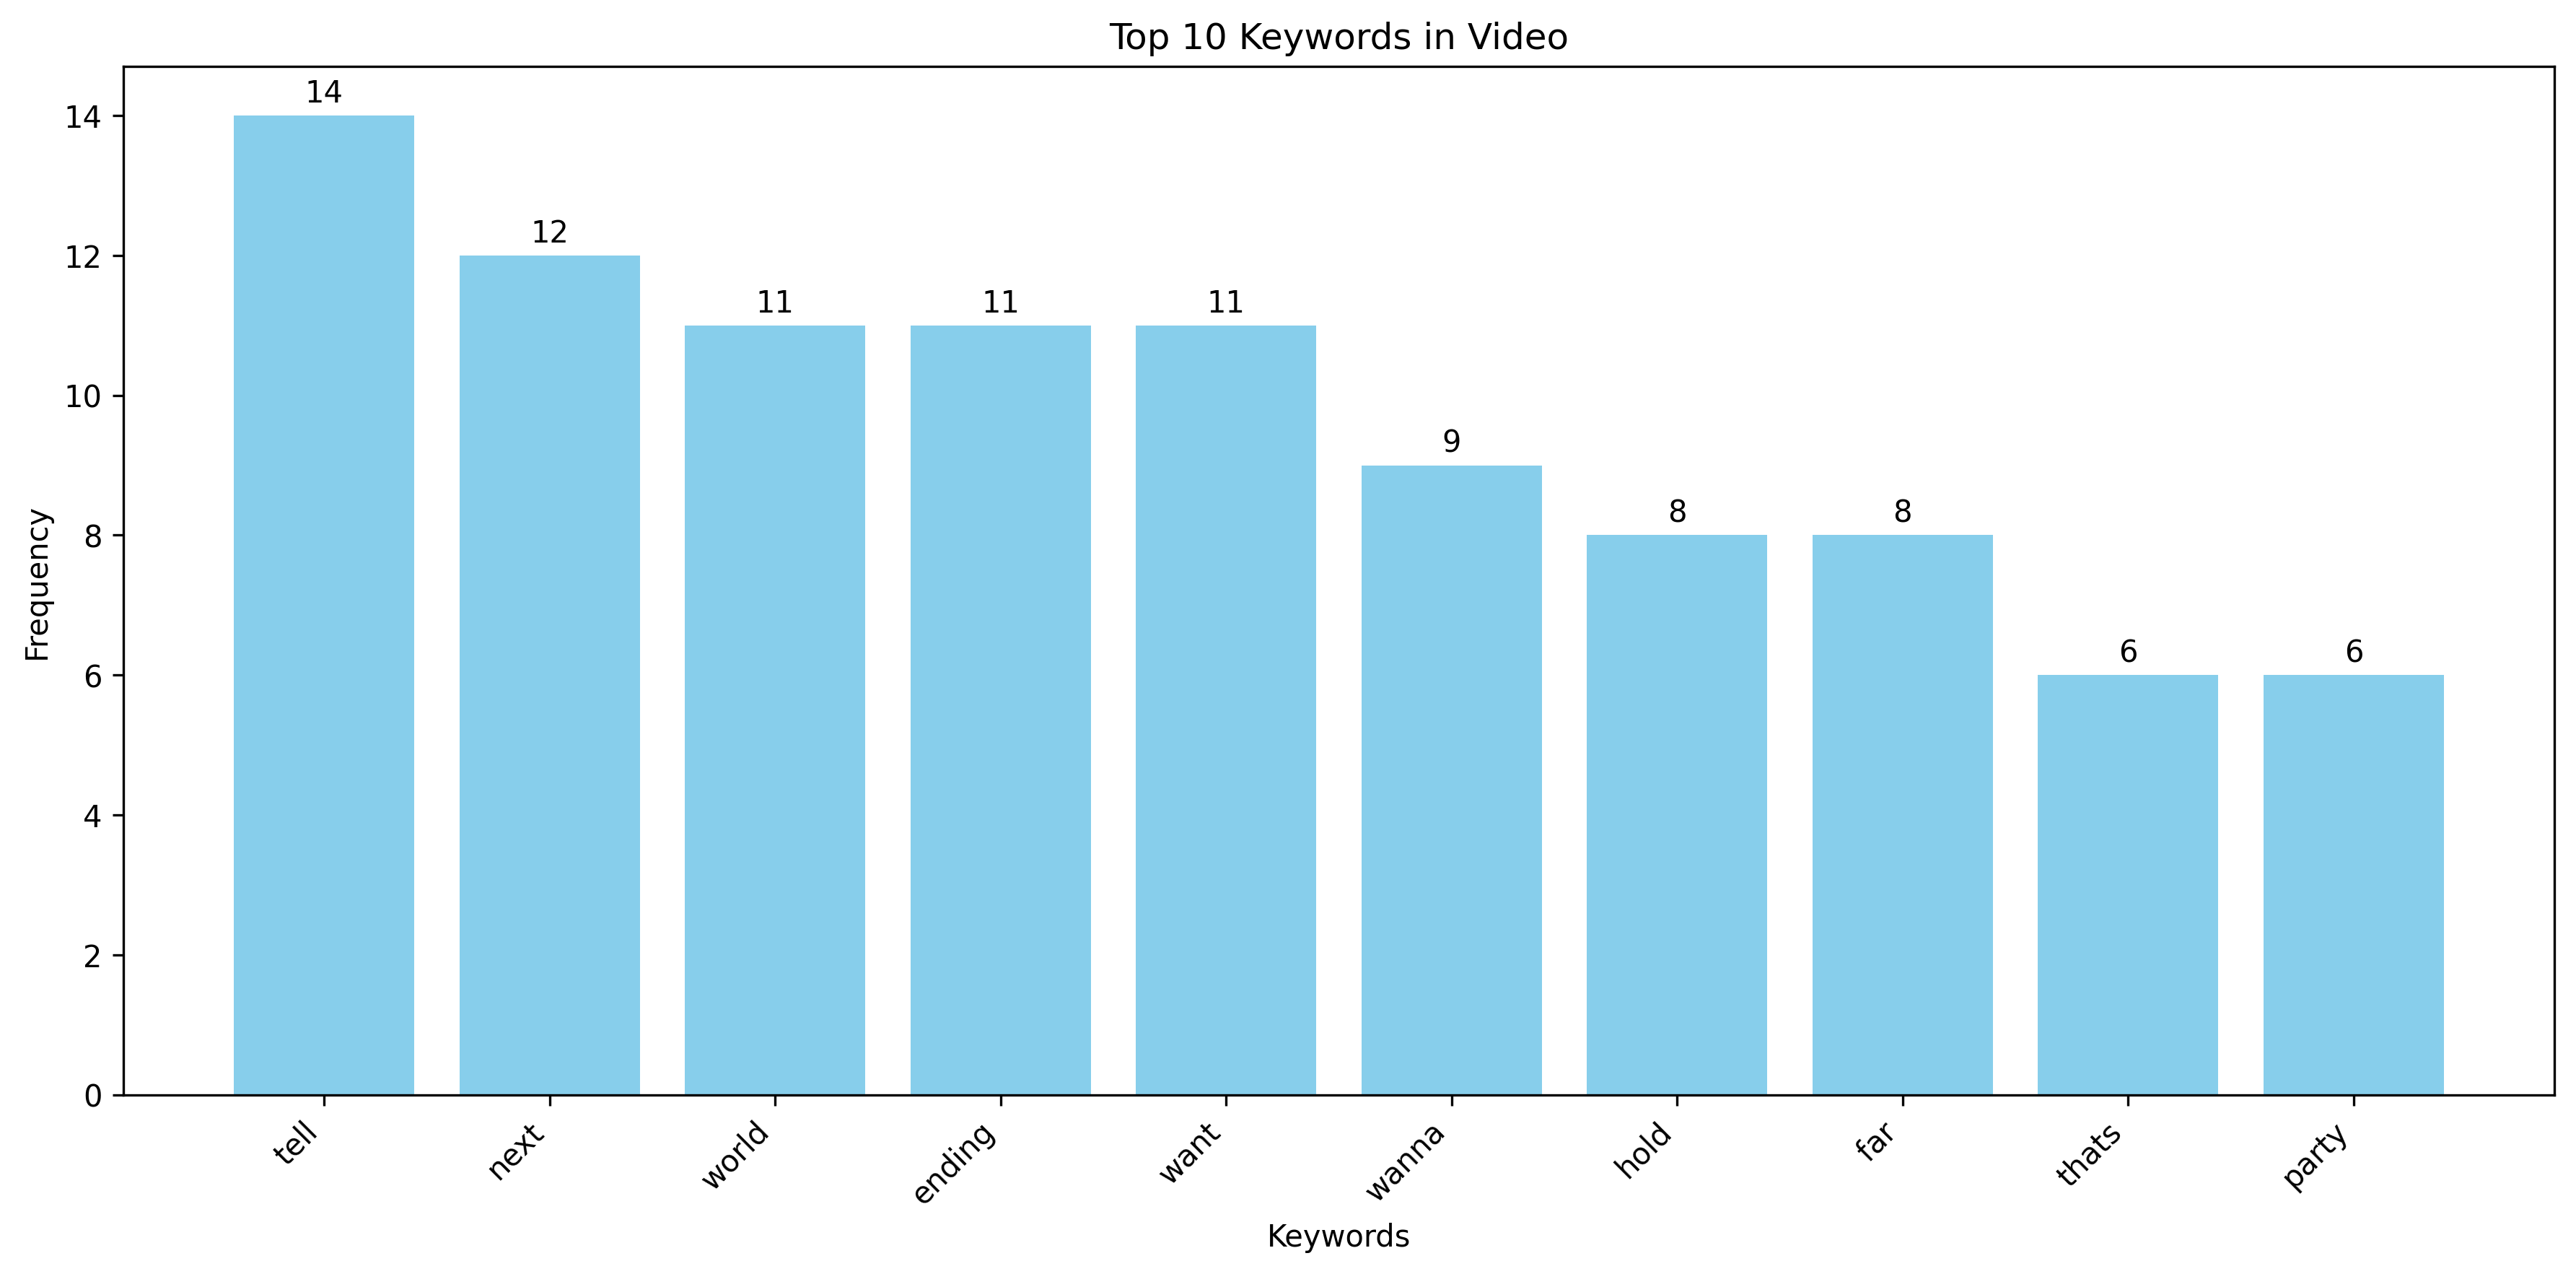 Top 10 Keywords in Video
14
12
11
11
11
9
8
8
6
6
14
12
10
8
6
4
2
0
Frequency
tell
next
world
ending
want
wanna
hold
far
thats
party
Keywords